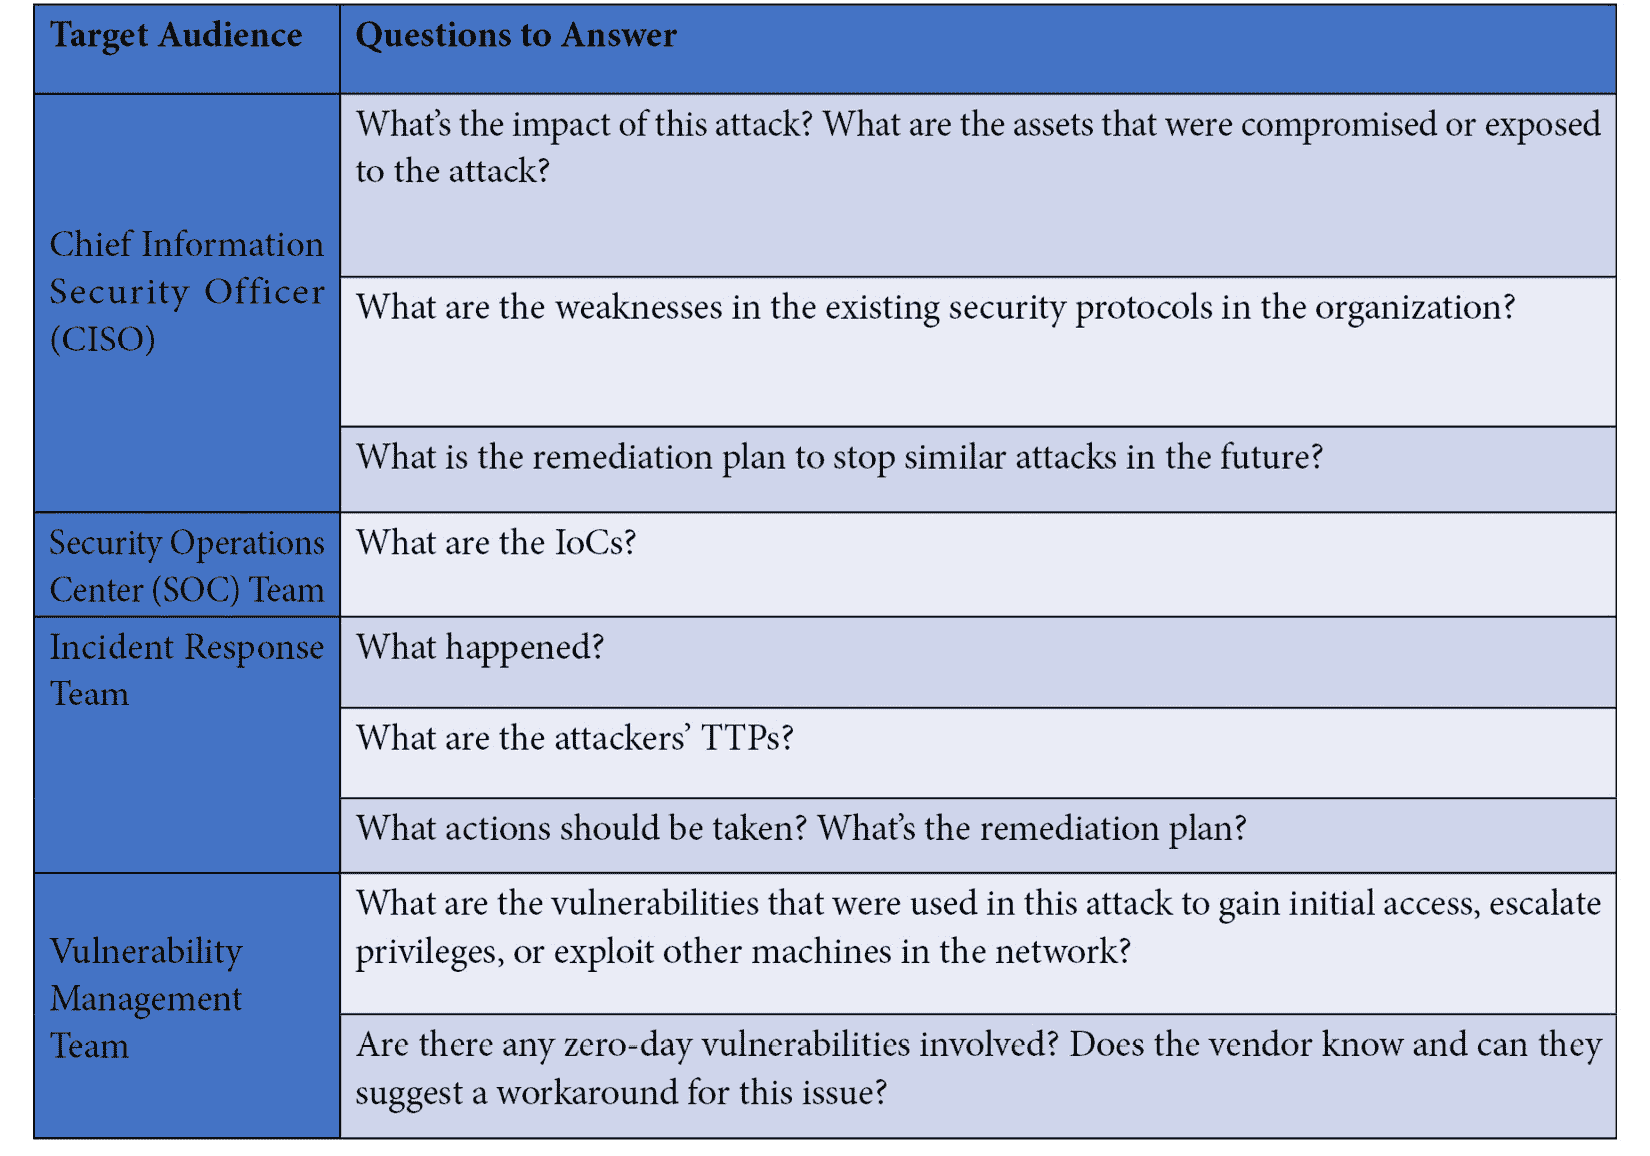 Target Audience
Questions to Answer
Chief Information
Security Officer
(CISO)
What’s the impact of this attack? What are the assets that were compromised or exposed
to the attack?
What are the weaknesses in the existing security protocols in the organization?
What is the remediation plan to stop similar attacks in the future?
Security Operations
Center (SOC) Team
What are the IoCs?
Incident Response
Team
What happened?
What are the attackers’ TTPs?
What actions should be taken? What’s the remediation plan?
Vulnerability
Management
Team
What are the vulnerabilities that were used in this attack to gain initial access, escalate
privileges, or exploit other machines in the network?
Are there any zero-day vulnerabilities involved? Does the vendor know and can they
suggest a workaround for this issue?